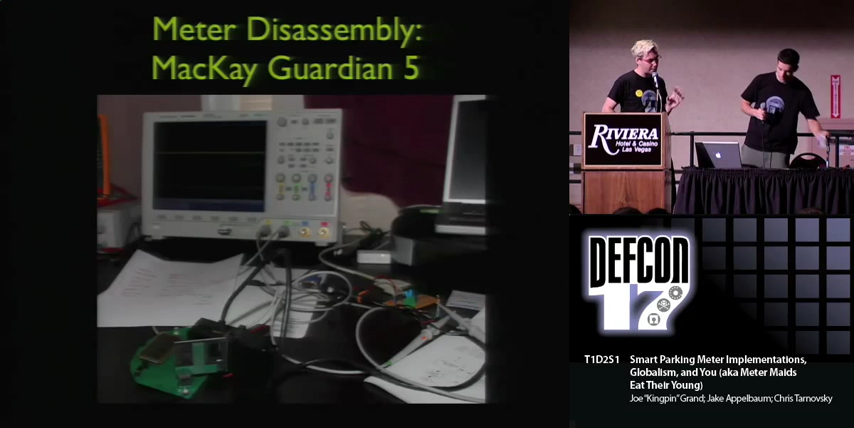 Meter Disassembly:
MacKay Guardian 5
RIVIERA
Hotel & Casino
Las Vegas
DEFCON
17
T1D2S1 Smart Parking Meter Implementations,
Globalism, and You (aka Meter Maids
Eat Their Young)
Joe "Kingpin" Grand; Jake Appelbaum; Chris Tarnovsky